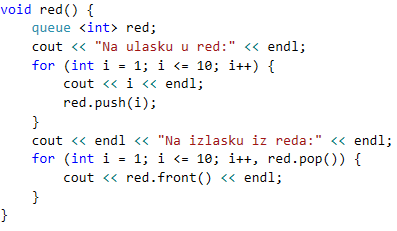 void red() {
    queue <int> red;
    cout << "Na ulasku u red:" << endl;
    for (int i = 1; i <= 10; i++) {
        cout << i << endl;
        red.push(i);
    }
    cout << endl << "Na izlasku iz reda:" << endl;
    for (int i = 1; i <= 10; i++, red.pop()) {
        cout << red.front() << endl;
    }
}